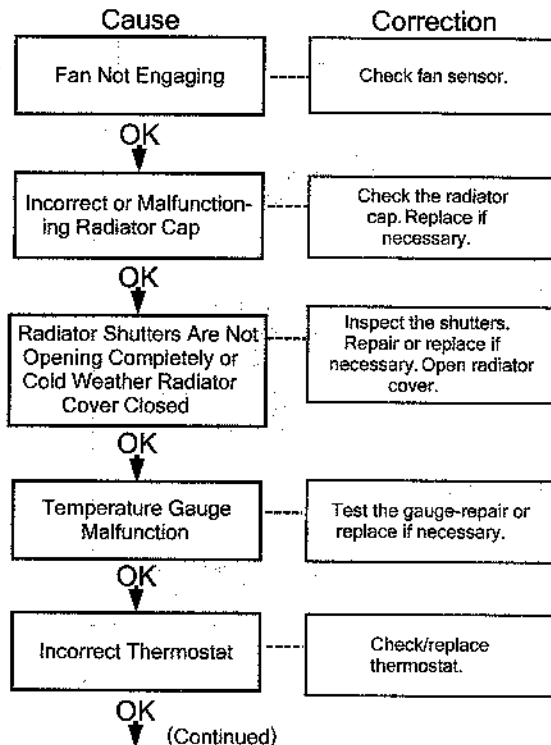 Cause
Correction
Fan Not Engaging
Check fan sensor.
OK
Incorrect or Malfunction-
ing Radiator Cap
Check the radiator
cap. Replace if
necessary.
OK
Radiator Shutters Are Not
Opening Completely or
Cold Weather Radiator
Cover Closed
Inspect the shutters.
Repair or replace if
necessary. Open radiator
cover.
OK
Temperature Gauge
Malfunction
Test the gauge-repair or
replace if necessary.
OK
Incorrect Thermostat
Check/replace
thermostat.
OK
(Continued)